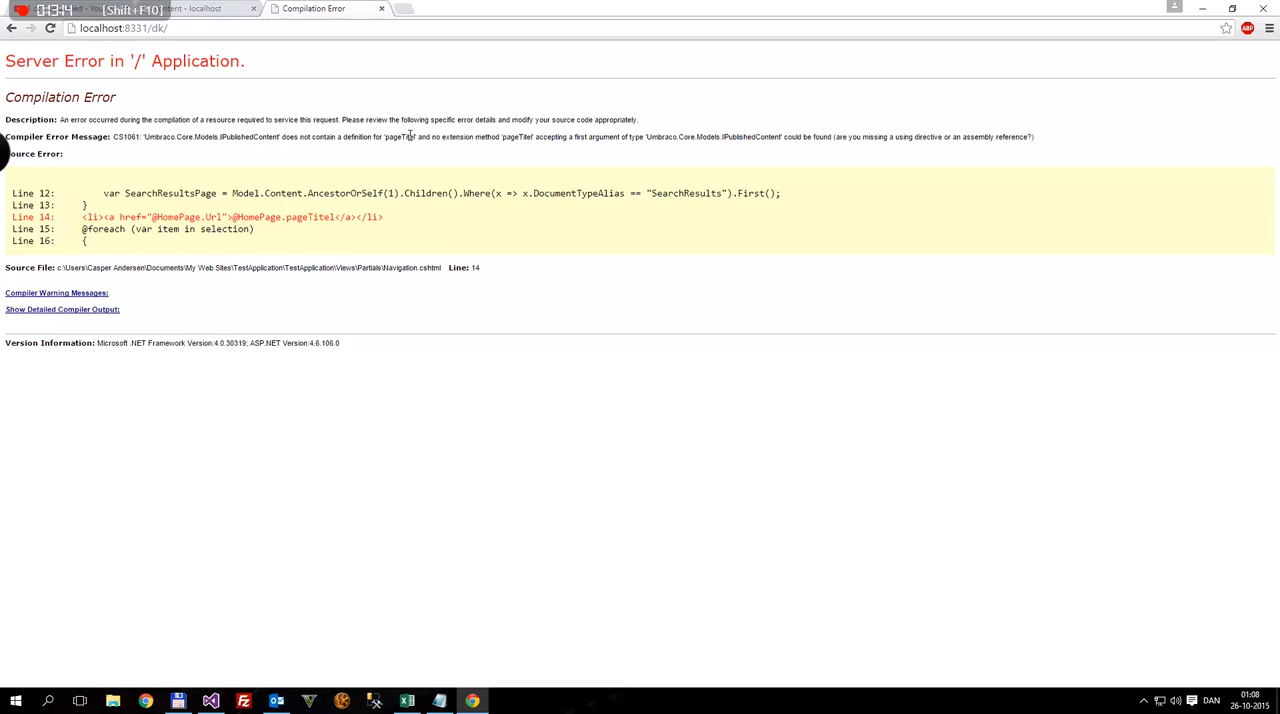 [Shift+F10]
ntent - localhost
Compilation Error
localhost:8331/dk/
ABP
Server Error in '/' Application.
Compilation Error
Description: An error occurred during the compilation of a resource required to service this request. Please review the following specific error details and modify your source code appropriately.
Compiler Error Message: CS1061: 'Umbraco.Core.Models.IPublishedContent' does not contain a definition for 'pageTitel' and no extension method 'pageTitel' accepting a first argument of type 'Umbraco.Core.Models.IPublishedContent' could be found (are you missing a using directive or an assembly reference?)
ource Error:
Line 12:       var SearchResultsPage = Model.Content.AncestorOrSelf(1).Children().Where(x => x.DocumentTypeAlias == "SearchResults").First();
Line 13:    }
Line 14:    <li><a href="@HomePage.Url">@HomePage.pageTitel</a></li>
Line 15:    @foreach (var item in selection)
Line 16:    {
Source File: c:\Users\Casper Andersen\Documents\My Web Sites\TestApplication\TestApplication\Views\Partials\Navigation.cshtml    Line: 14
Compiler Warning Messages:
Show Detailed Compiler Output:
Version Information: Microsoft .NET Framework Version:4.0.30319; ASP.NET Version:4.6.106.0
DAN
01:08
26-10-2015